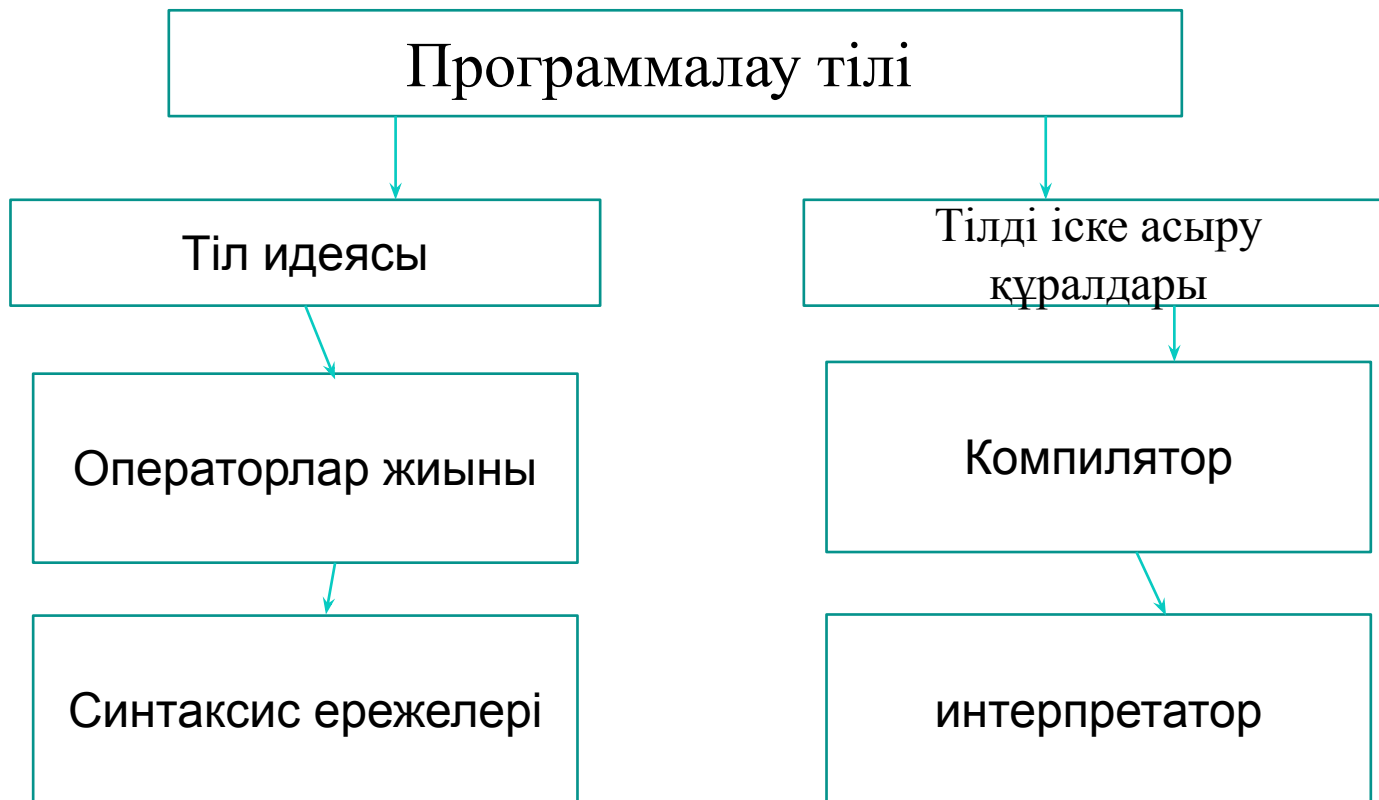 Программалау тілі
Тіл идеясы
Тілді іске асыру
құралдары
Операторлар жиыны
Компилятор
Синтаксис ережелері
интерпретатор